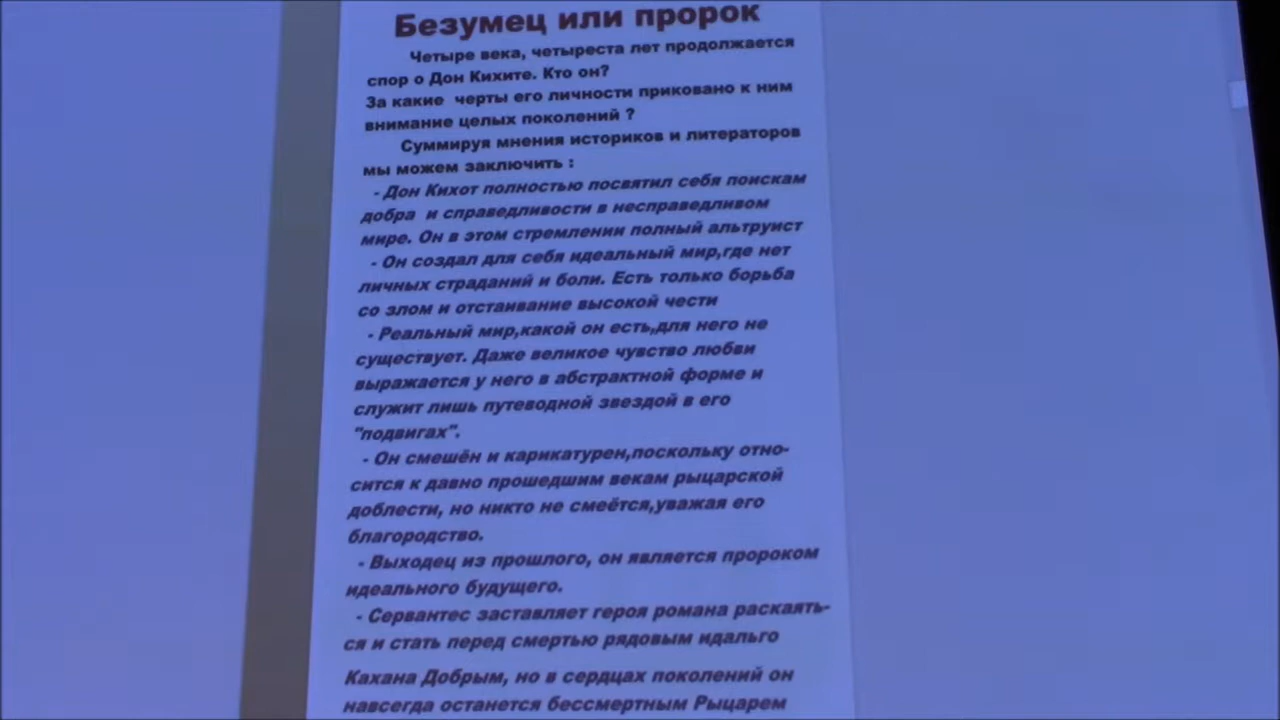 Безумец или пророк
Четыре века, четыреста лет продолжается
спор о Дон Кихите. Кто он?
За какие черты его личности приковано к ним
внимание целых поколений ?
Суммируя мнения историков и литераторов
мы можем заключить :
- Дон Кихот полностью посвятил себя поискам
добра и справедливости в несправедливом
мире. Он в этом стремлении полный альтруист
- Он создал для себя идеальный мир,где нет
личных страданий и боли. Есть только борьба
со злом и отстаивание высокой чести
- Реальный мир,какой он есть,для него не
существует. Даже великое чувство любви
выражается у него в абстрактной форме и
служит лишь путеводной звездой в его
"подвигах".
- Он смешён и карикатурен,поскольку отно-
сится к давно прошедшим векам рыцарской
доблести, но никто не смеётся,уважая его
благородство.
- Выходец из прошлого, он является пророком
идеального будущего.
- Сервантес заставляет героя романа раскаять-
ся и стать перед смертью рядовым идальго
Кахана Добрым, но в сердцах поколений он
навсегда останется бессмертным Рыцарем